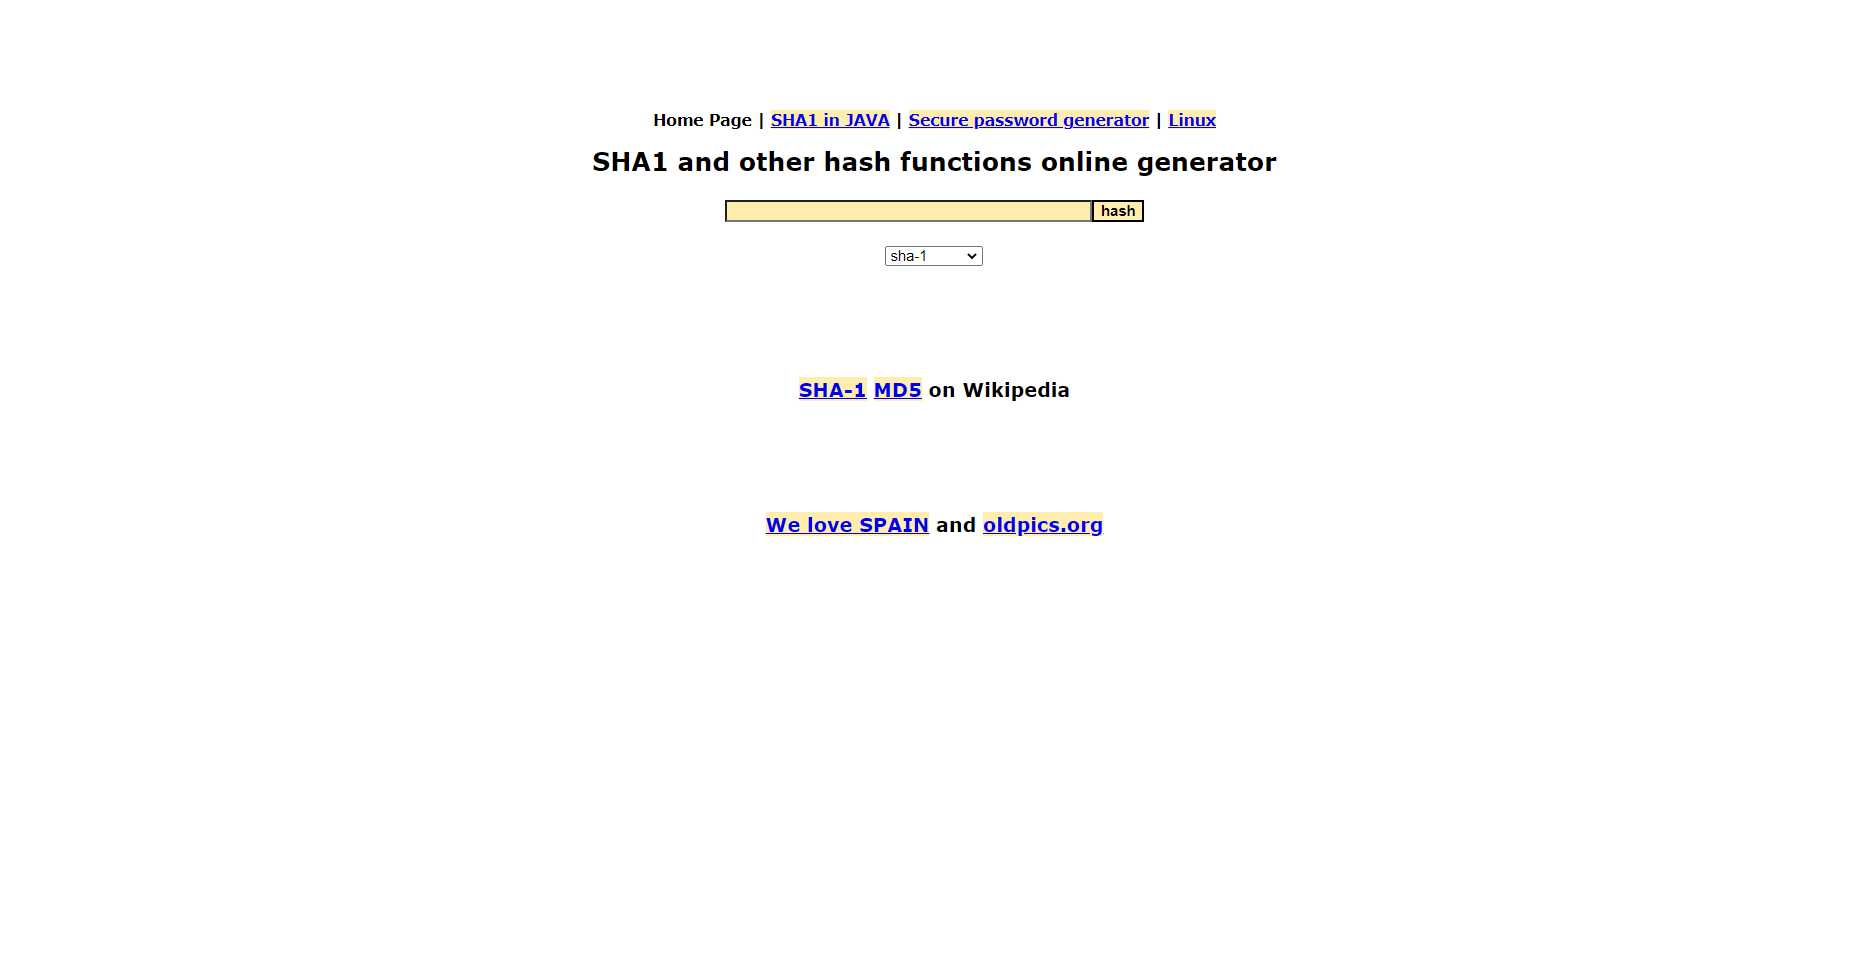 Home Page | SHA1 in JAVA | Secure password generator | Linux
SHA1 and other hash functions online generator
hash
sha-1
SHA-1 MD5 on Wikipedia
We love SPAIN and oldpics.org